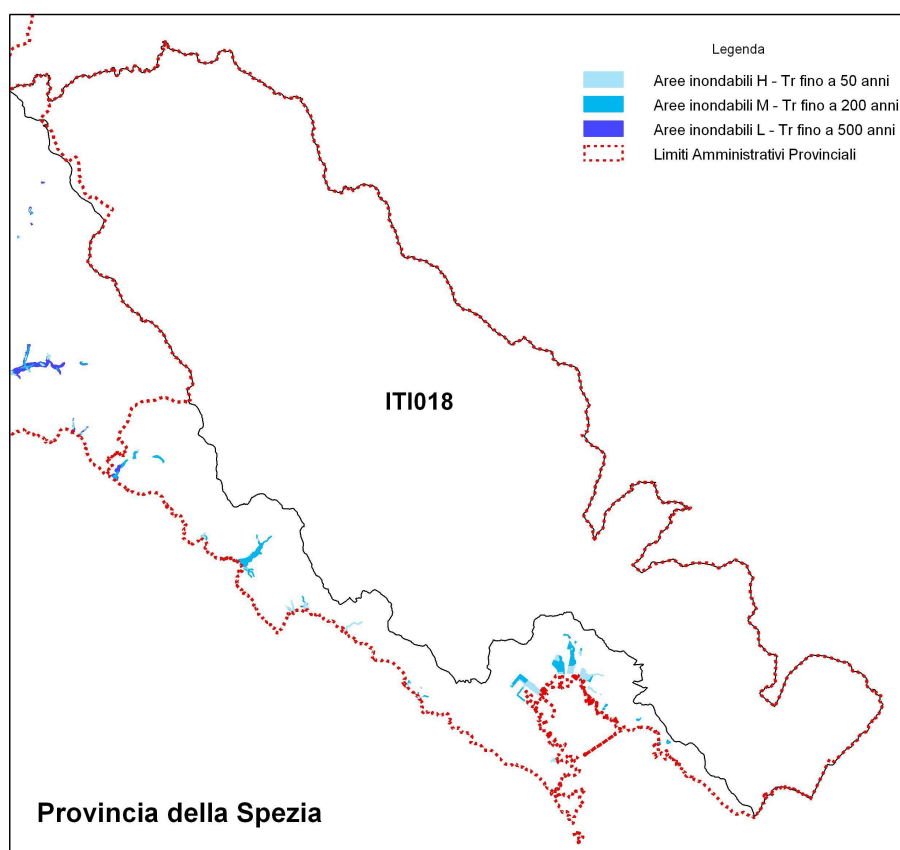 Legenda
Aree inondabili H - Tr fino a 50 anni
Aree inondabili M - Tr fino a 200 anni
Aree inondabili L - Tr fino a 500 anni
Limiti Amministrativi Provinciali
ITI018
Provincia della Spezia